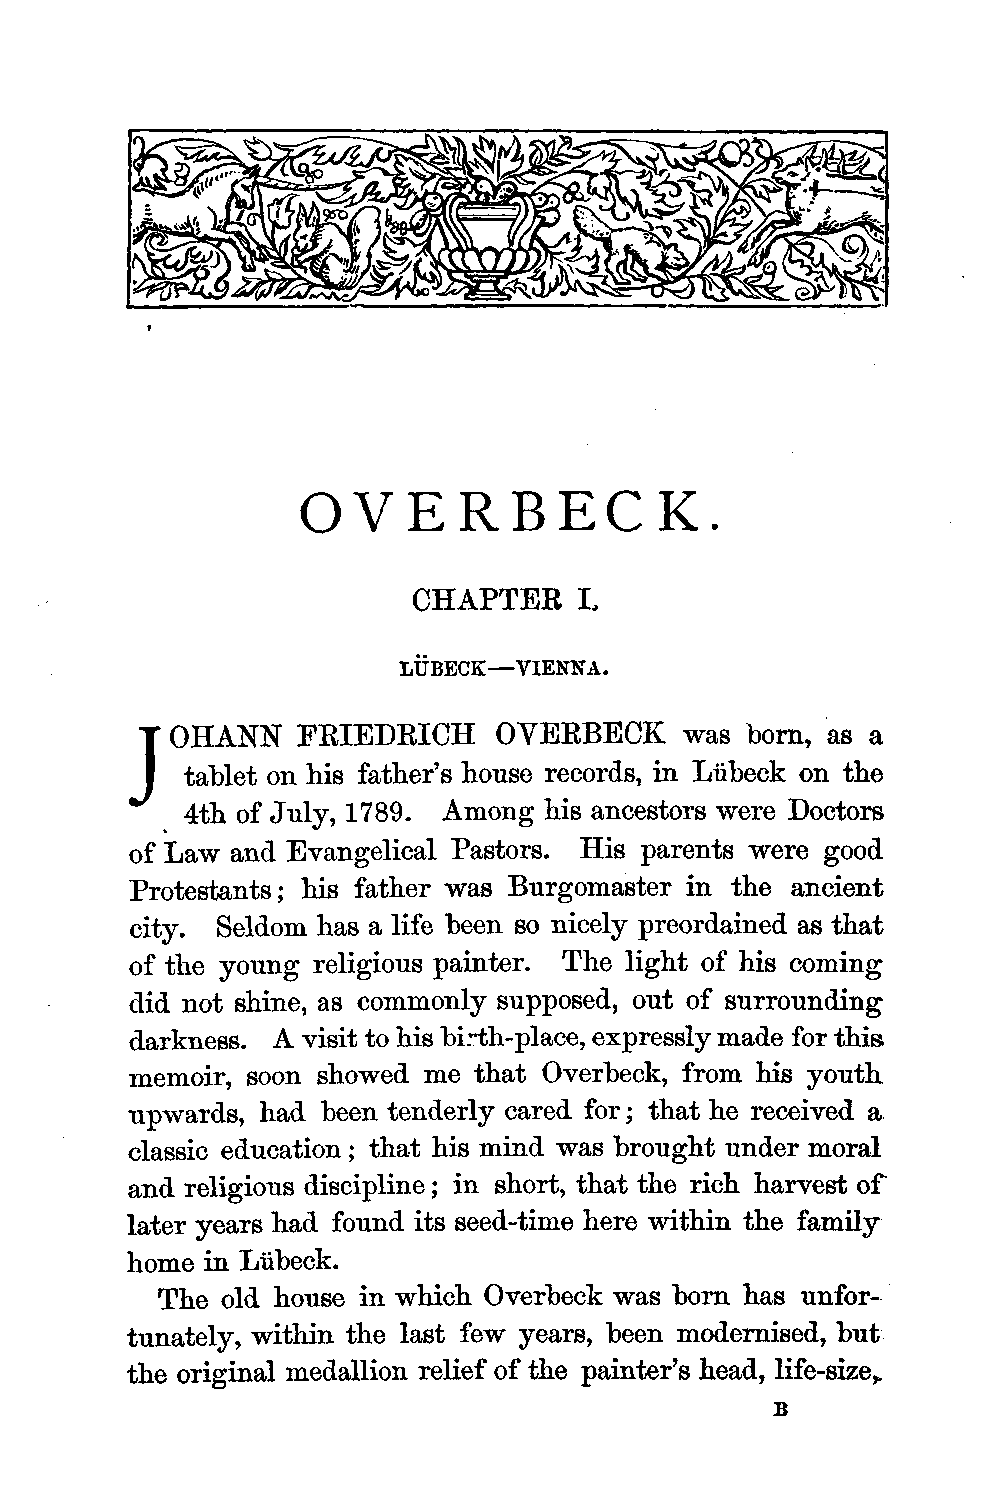 OVERBECK.
CHAPTER I.
LÜBECK—VIENNA.
JOHANN FRIEDRICH OVERBECK was born, as a
tablet on his father's house records, in Lübeck on the
4th of July, 1789. Among his ancestors were Doctors
of Law and Evangelical Pastors. His parents were good
Protestants; his father was Burgomaster in the ancient
city. Seldom has a life been so nicely preordained as that
of the young religious painter. The light of his coming
did not shine, as commonly supposed, out of surrounding
darkness. A visit to his birth-place, expressly made for this
memoir, soon showed me that Overbeck, from his youth
upwards, had been tenderly cared for; that he received a
classic education; that his mind was brought under moral
and religious discipline; in short, that the rich harvest of
later years had found its seed-time here within the family
home in Lübeck.
The old house in which Overbeck was born has unfor-
tunately, within the last few years, been modernised, but
the original medallion relief of the painter's head, life-size,
B